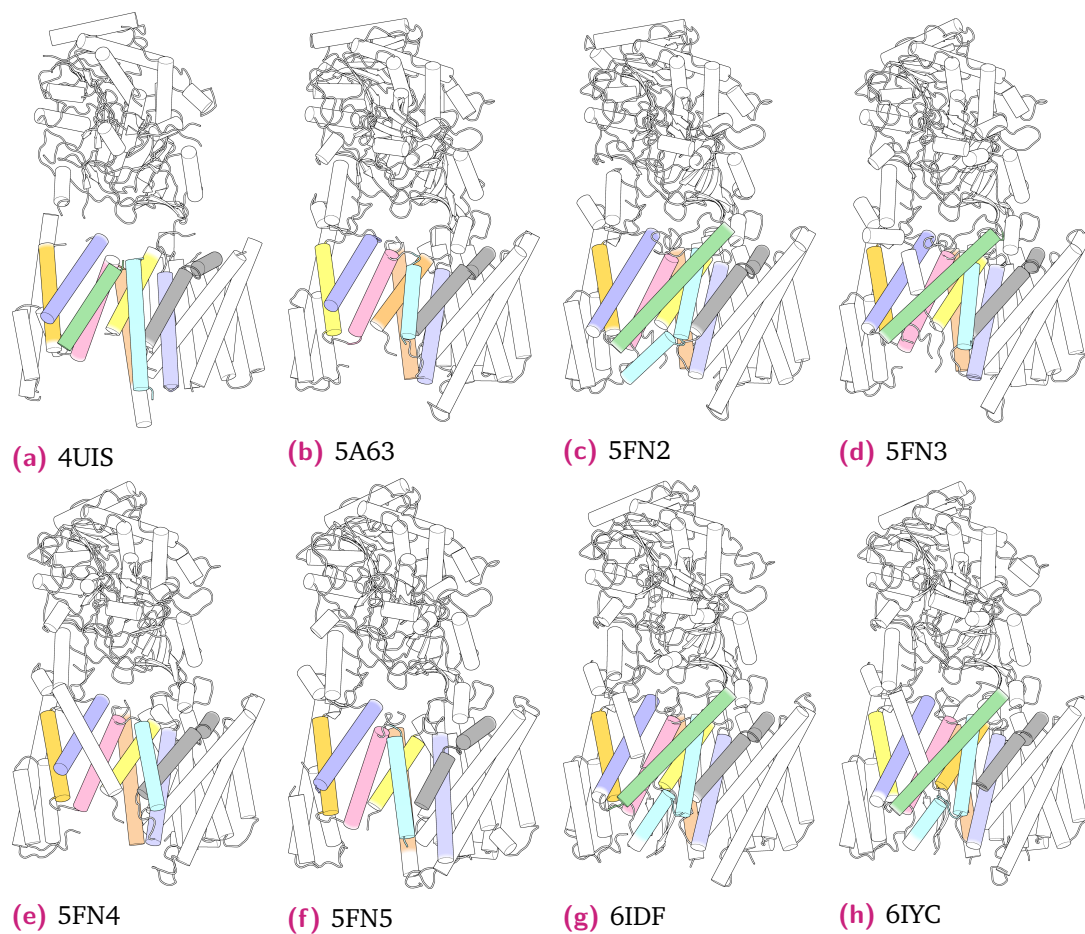 (a) 4UIS
(b) 5A63
(c) 5FN2
(d) 5FN3
(e) 5FN4
(f) 5FN5
(g) 6IDF
(h) 6IYC